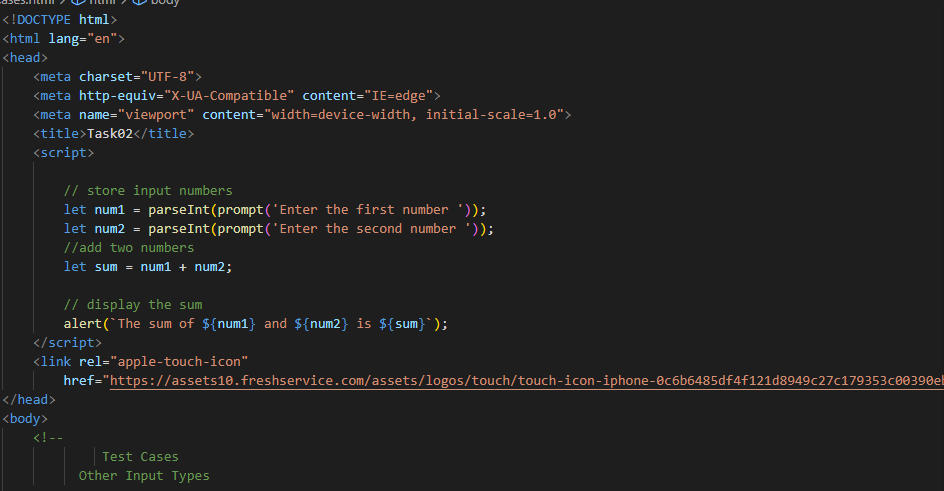 ases.html > html > body
<!DOCTYPE html>
<html lang="en">
<head>
    <meta charset="UTF-8">
    <meta http-equiv="X-UA-Compatible" content="IE=edge">
    <meta name="viewport" content="width=device-width, initial-scale=1.0">
    <title>Task02</title>
    <script>
        // store input numbers
        let num1 = parseInt(prompt('Enter the first number '));
        let num2 = parseInt(prompt('Enter the second number '));
        //add two numbers
        let sum = num1 + num2;
        // display the sum
        alert(`The sum of ${num1} and ${num2} is ${sum}`);
    </script>
    <link rel="apple-touch-icon"
        href="https://assets10.freshservice.com/assets/logos/touch/touch-icon-iphone-0c6b6485df4f121d8949c27c179353c00390e
</head>
<body>
    <!--
             Test Cases
          Other Input Types